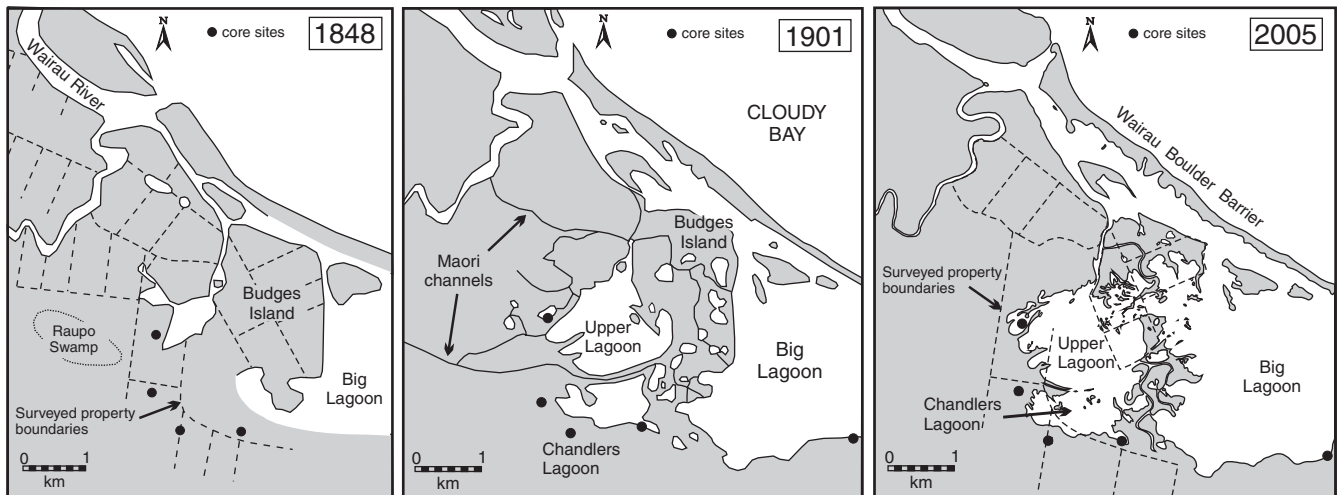 N
core sites
1848
Wairau River
Budges
Island
Raupo
Swamp
Big
Lagoon
Surveyed property
boundaries
0 1
km
N
core sites
1901
CLOUDY
BAY
Budges
Island
Maori
channels
Upper
Lagoon
Big
Lagoon
Chandlers
Lagoon
0 1
km
N
core sites
2005
Wairau Boulder Barrier
Surveyed property
boundaries
Upper
Lagoon
Big
Lagoon
Chandlers
Lagoon
0 1
km